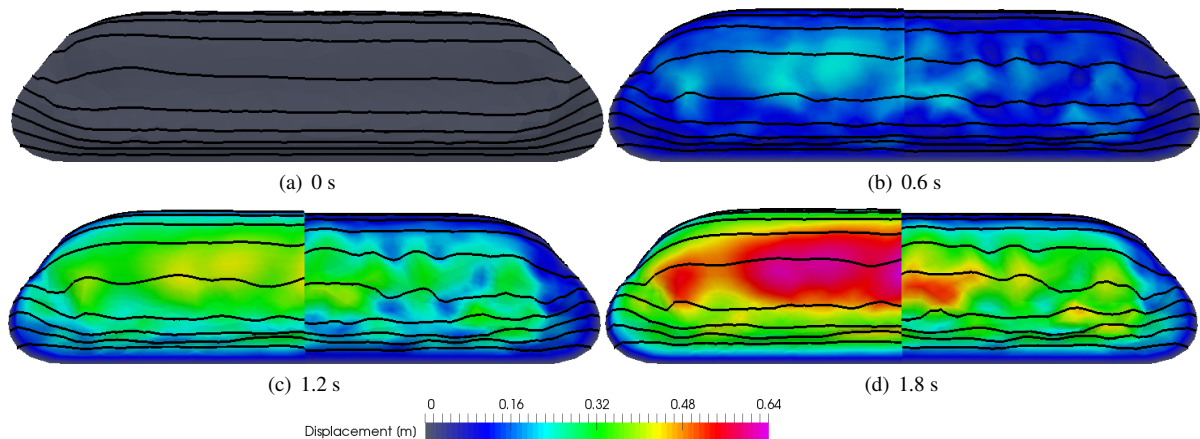 (a) 0 s
(b) 0.6 s
(c) 1.2 s
(d) 1.8 s
0 0.16 0.32 0.48 0.64
Displacement (m)